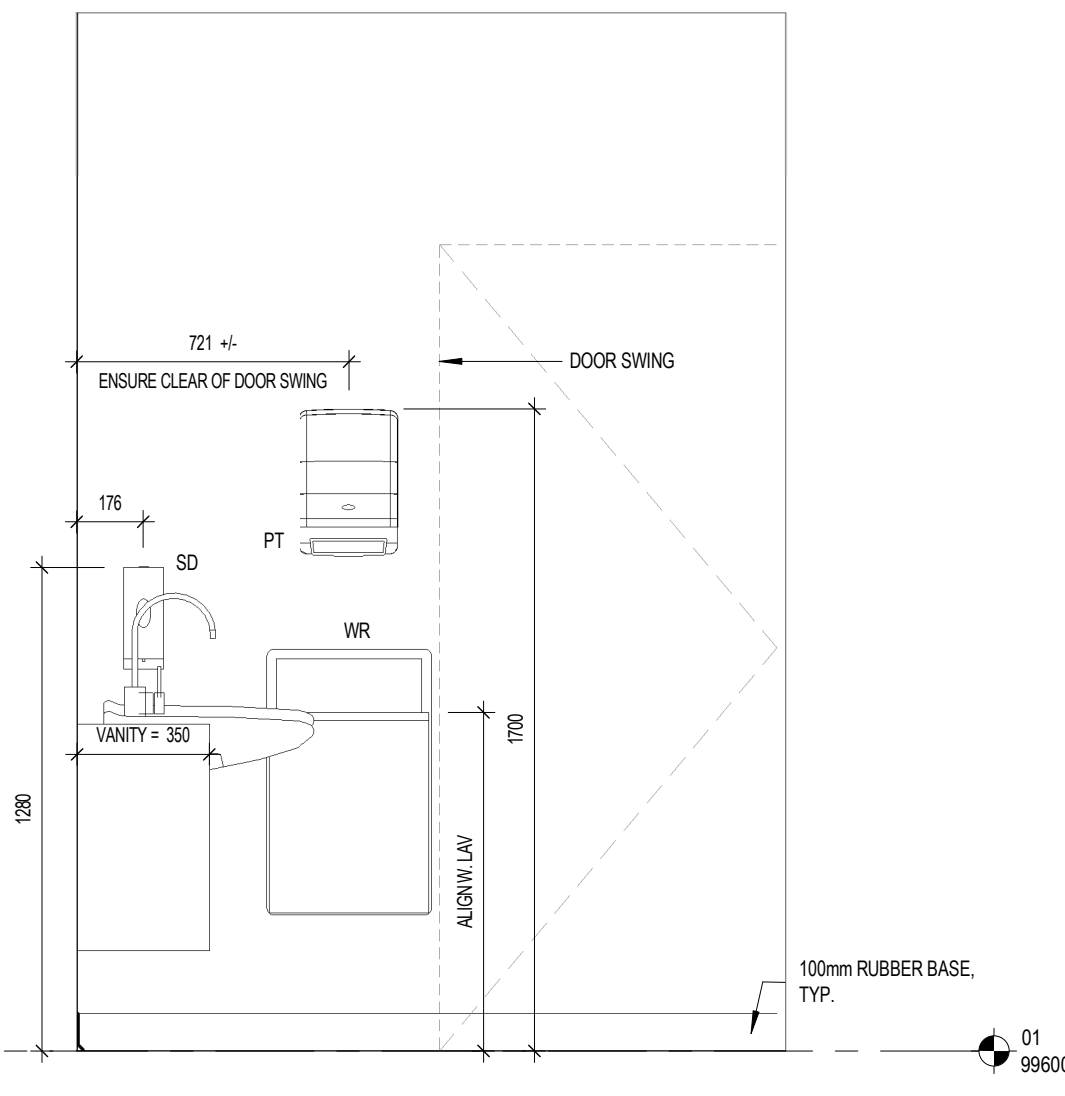 721 +/-
ENSURE CLEAR OF DOOR SWING
DOOR SWING
176
PT
SD
WR
VANITY = 350
1700
1280
ALIGN W. LAV
100mm RUBBER BASE,
TYP.
01
99600